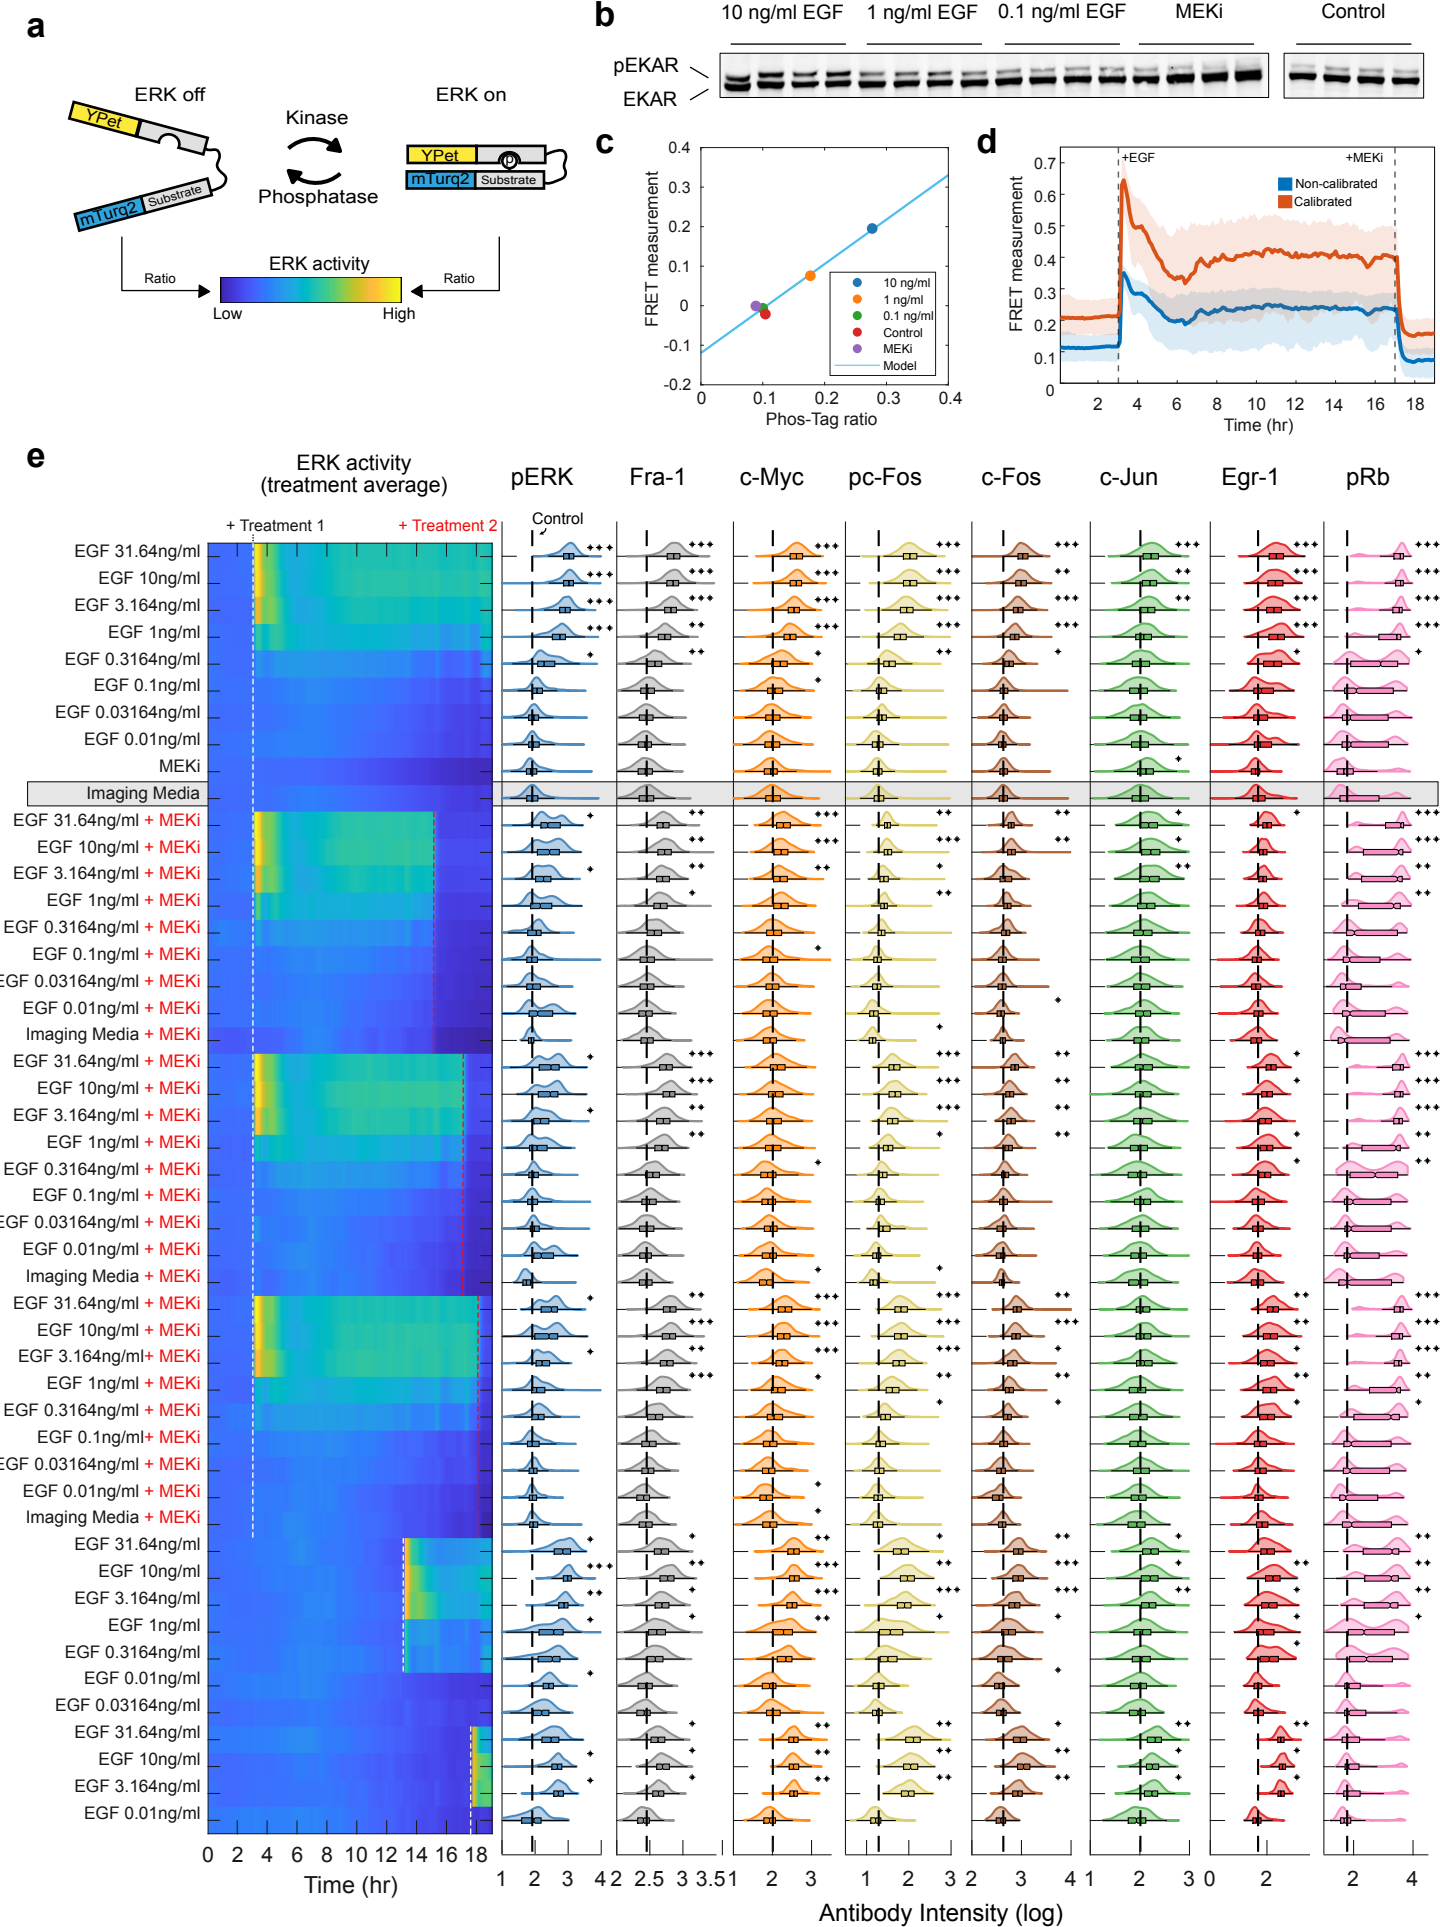 a
ERK off
ERK on
YPet
mTurq2
Substrate
Kinase
Phosphatase
YPet
P
mTurq2
Substrate
Ratio
ERK activity
Ratio
Low
High
b
10 ng/ml EGF
1 ng/ml EGF
0.1 ng/ml EGF
MEKi
Control
pEKAR
EKAR
c
FRET measurement
0.4
0.3
0.2
0.1
0
-0.1
-0.2
10 ng/ml
1 ng/ml
0.1 ng/ml
Control
MEKi
Model
0
0.1
0.2
0.3
0.4
Phos-Tag ratio
d
FRET measurement
0.7
0.6
0.5
0.4
0.3
0.2
0.1
0
+EGF
+MEKi
Non-calibrated
Calibrated
2
4
6
8
10
12
14
16
18
Time (hr)
e
ERK activity
(treatment average)
pERK
Fra-1
c-Myc
pc-Fos
c-Fos
c-Jun
Egr-1
pRb
+ Treatment 1
+ Treatment 2
Control
EGF 31.64ng/ml
EGF 10ng/ml
EGF 3.164ng/ml
EGF 1ng/ml
EGF 0.3164ng/ml
EGF 0.1ng/ml
EGF 0.03164ng/ml
EGF 0.01ng/ml
MEKi
Imaging Media
EGF 31.64ng/ml + MEKi
EGF 10ng/ml + MEKi
EGF 3.164ng/ml + MEKi
EGF 1ng/ml + MEKi
EGF 0.3164ng/ml + MEKi
EGF 0.1ng/ml + MEKi
EGF 0.03164ng/ml + MEKi
EGF 0.01ng/ml + MEKi
Imaging Media + MEKi
EGF 31.64ng/ml + MEKi
EGF 10ng/ml + MEKi
EGF 3.164ng/ml + MEKi
EGF 1ng/ml + MEKi
EGF 0.3164ng/ml + MEKi
EGF 0.1ng/ml + MEKi
EGF 0.03164ng/ml + MEKi
EGF 0.01ng/ml + MEKi
Imaging Media + MEKi
EGF 31.64ng/ml + MEKi
EGF 10ng/ml + MEKi
EGF 3.164ng/ml+ MEKi
EGF 1ng/ml + MEKi
EGF 0.3164ng/ml + MEKi
EGF 0.1ng/ml+ MEKi
EGF 0.03164ng/ml + MEKi
EGF 0.01ng/ml + MEKi
Imaging Media + MEKi
EGF 31.64ng/ml
EGF 10ng/ml
EGF 3.164ng/ml
EGF 1ng/ml
EGF 0.3164ng/ml
EGF 0.01ng/ml
EGF 0.03164ng/ml
EGF 31.64ng/ml
EGF 10ng/ml
EGF 3.164ng/ml
EGF 0.01ng/ml
0 2 4 6 8 10 12 14 16 18
1 2 3 4
2 2.5 3 3.5
1 2 3
1 2 3
2 3 4
1 2 3
0 2
2 4
Time (hr)
Antibody Intensity (log)